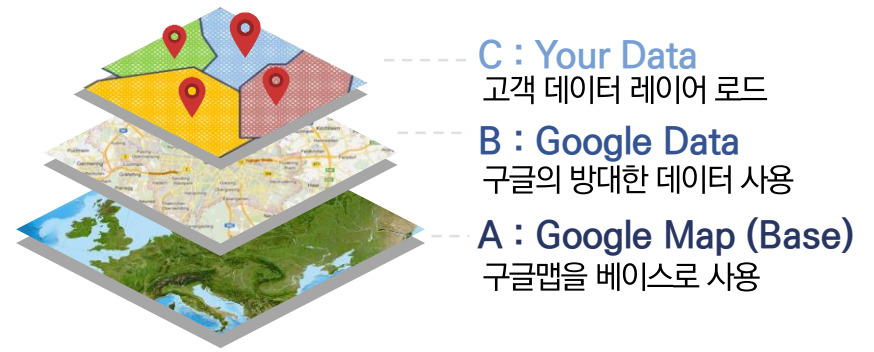 C : Your Data
고객 데이터 레이어 로드
B : Google Data
구글의 방대한 데이터 사용
A : Google Map (Base)
구글맵을 베이스로 사용